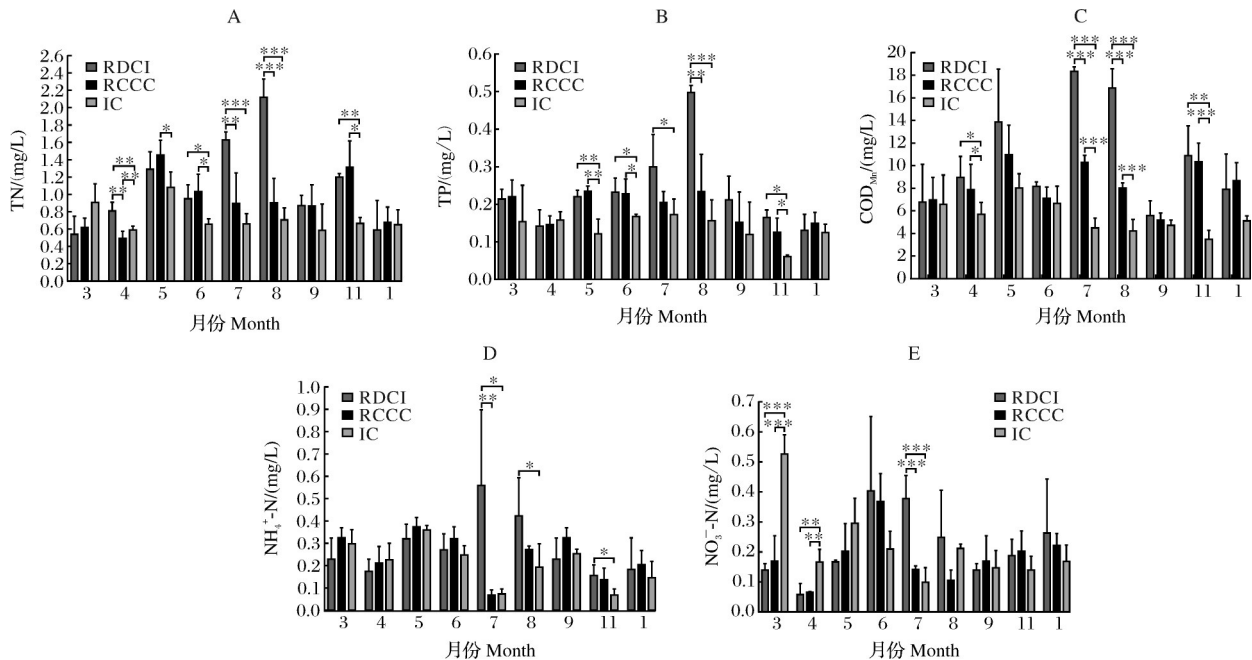 A
TN/(mg/L)
2.6
2.4
2.2
2.0
1.8
1.6
1.4
1.2
1.0
0.8
0.6
0.4
0.2
0.0
RDCI
RCCC
IC
** ** **
*
* *
*** **
*** ***
** *
3 4 5 6 7 8 9 11 1
月份 Month
B
TP/(mg/L)
0.6
0.5
0.4
0.3
0.2
0.1
0.0
RDCI
RCCC
IC
** **
* *
*
*** **
* *
3 4 5 6 7 8 9 11 1
月份 Month
C
COD_Mn/(mg/L)
20
18
16
14
12
10
8
6
4
2
0
RDCI
RCCC
IC
* *
*** *** ***
*** *** ***
** ***
3 4 5 6 7 8 9 11 1
月份 Month
D
NH₄⁺-N/(mg/L)
1.0
0.9
0.8
0.7
0.6
0.5
0.4
0.3
0.2
0.1
0.0
RDCI
RCCC
IC
* **
*
*
3 4 5 6 7 8 9 11 1
月份 Month
E
NO₃⁻-N/(mg/L)
0.7
0.6
0.5
0.4
0.3
0.2
0.1
0.0
RDCI
RCCC
IC
*** ***
** **
*** ***
3 4 5 6 7 8 9 11 1
月份 Month